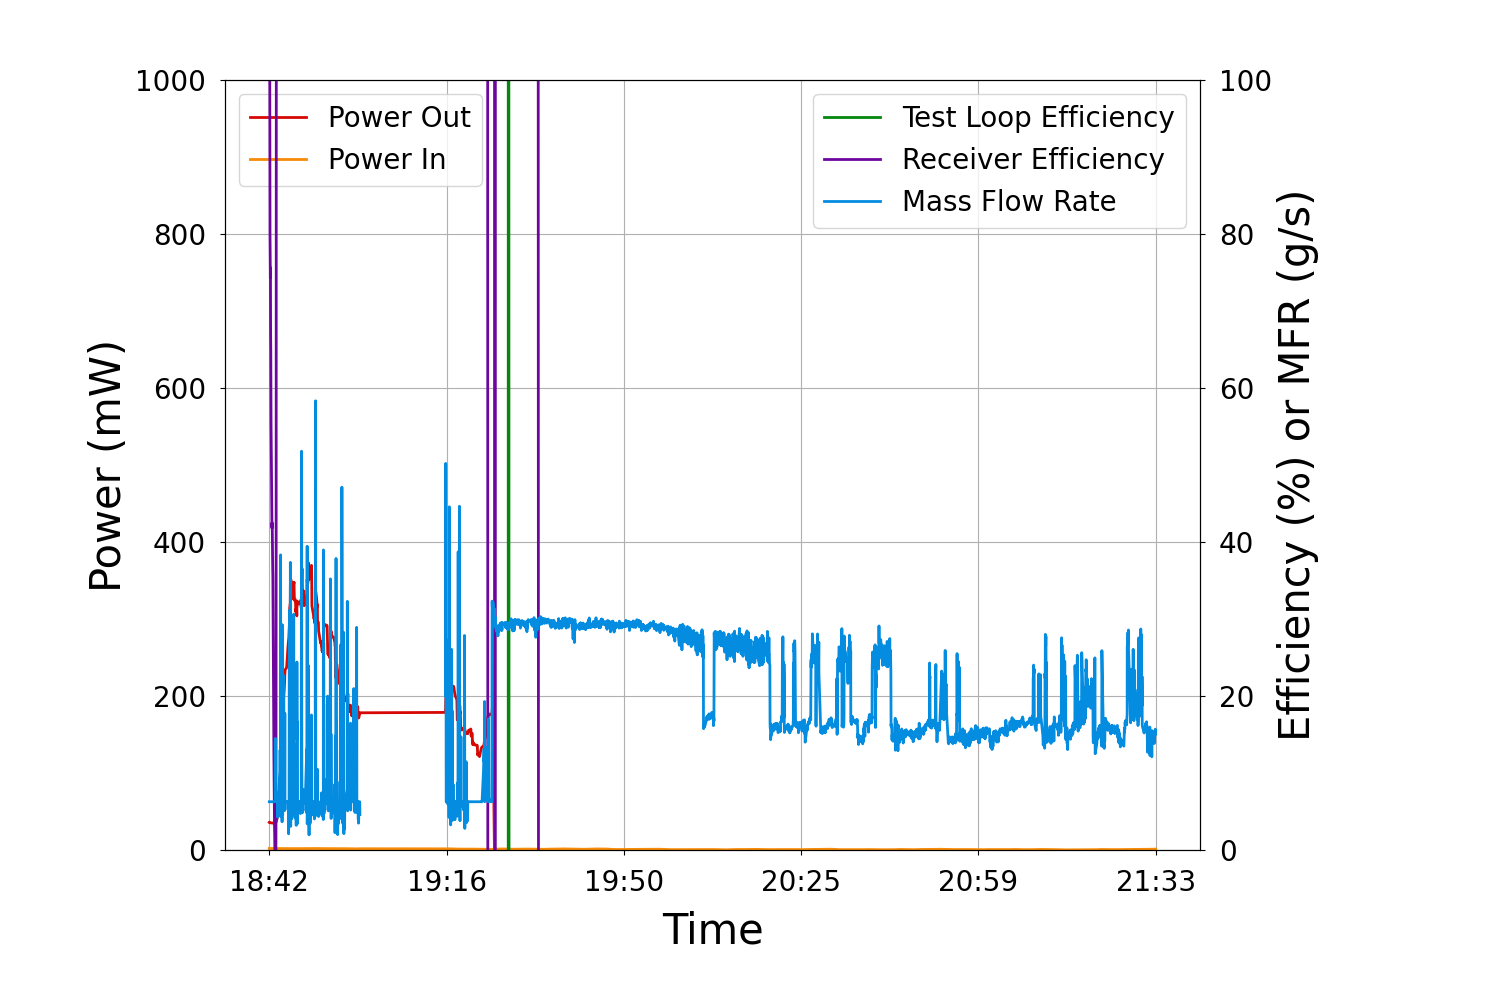 Power Out
Power In
Test Loop Efficiency
Receiver Efficiency
Mass Flow Rate
1000
800
600
400
200
0
100
80
60
40
20
0
Power (mW)
Efficiency (%) or MFR (g/s)
18:42 19:16 19:50 20:25 20:59 21:33
Time